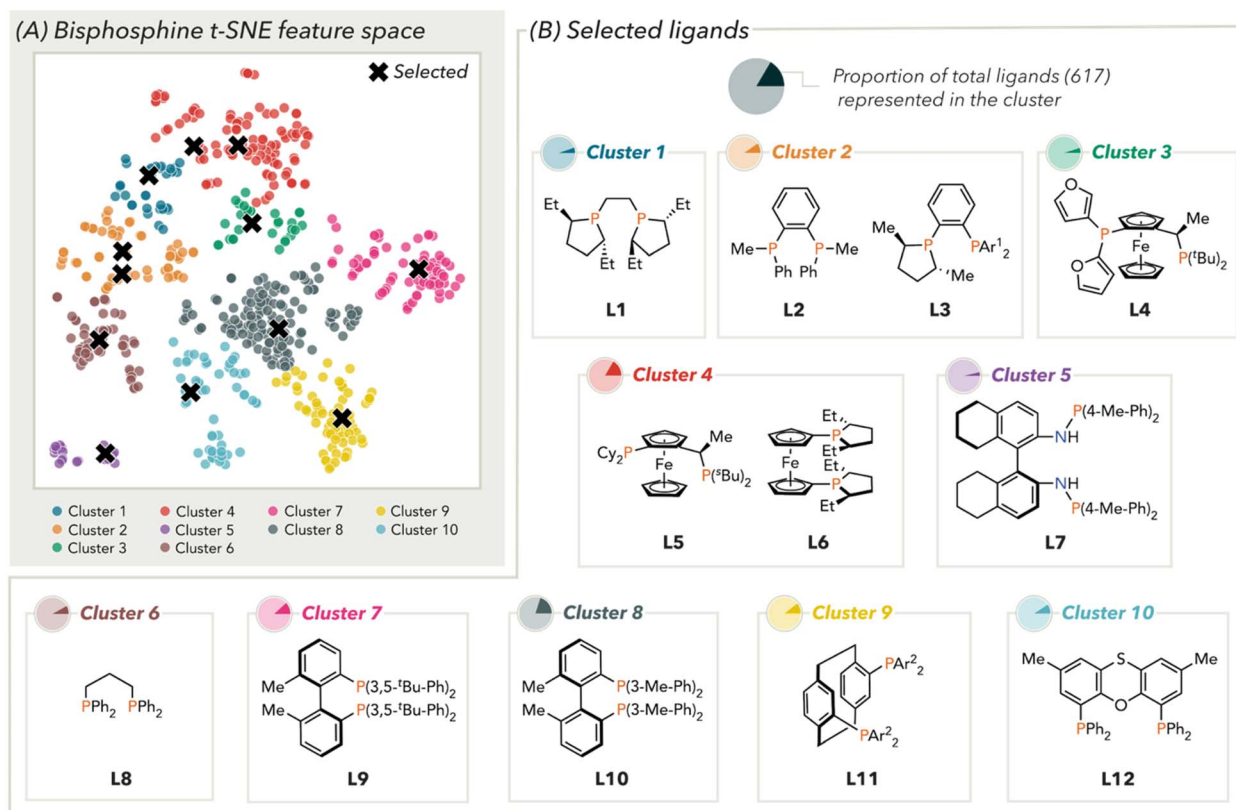 (A) Bisphosphine t-SNE feature space
✖ Selected
Cluster 1
Cluster 2
Cluster 3
Cluster 4
Cluster 5
Cluster 6
Cluster 7
Cluster 8
Cluster 9
Cluster 10
(B) Selected ligands
Proportion of total ligands (617)
represented in the cluster
Cluster 1
Et
P
P
Et
Et
Et
L1
Cluster 2
Me
P
P
Me
Ph
Ph
L2
Me
P
PAr¹₂
Me
L3
Cluster 3
O
Me
P
Fe
O
P(ᵗBu)₂
L4
Cluster 4
Me
Cy₂P
Fe
P(ˢBu)₂
L5
Et
P
Et
Fe
Et
P
Et
L6
Cluster 5
P(4-Me-Ph)₂
NH
NH
P(4-Me-Ph)₂
L7
Cluster 6
PPh₂
PPh₂
L8
Cluster 7
Me
P(3,5-ᵗBu-Ph)₂
Me
P(3,5-ᵗBu-Ph)₂
L9
Cluster 8
Me
P(3-Me-Ph)₂
Me
P(3-Me-Ph)₂
L10
Cluster 9
PAr²₂
PAr²₂
L11
Cluster 10
Me
S
Me
O
PPh₂
PPh₂
L12